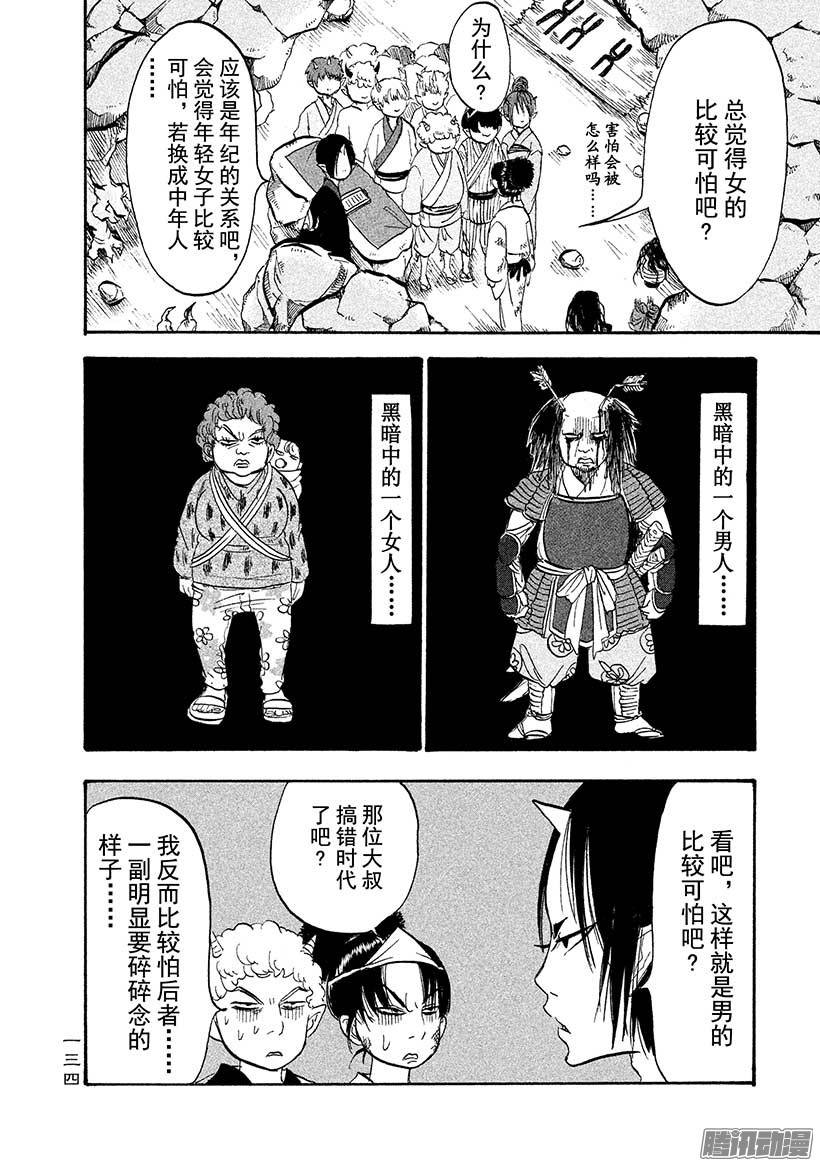 总觉得女的
比较可怕吧?
害怕会被
怎么样吗……
为什么?
应该是年纪的关系吧,
会觉得年轻女子比较
可怕,若换成中年人
……
黑暗中的一个男人……
黑暗中的一个女人……
看吧,这样就是男的
比较可怕吧?
那位大叔
搞错时代
了吧?
我反而比较怕后者……
一副明显要碎碎念的
样子……
一三四
腾讯动漫